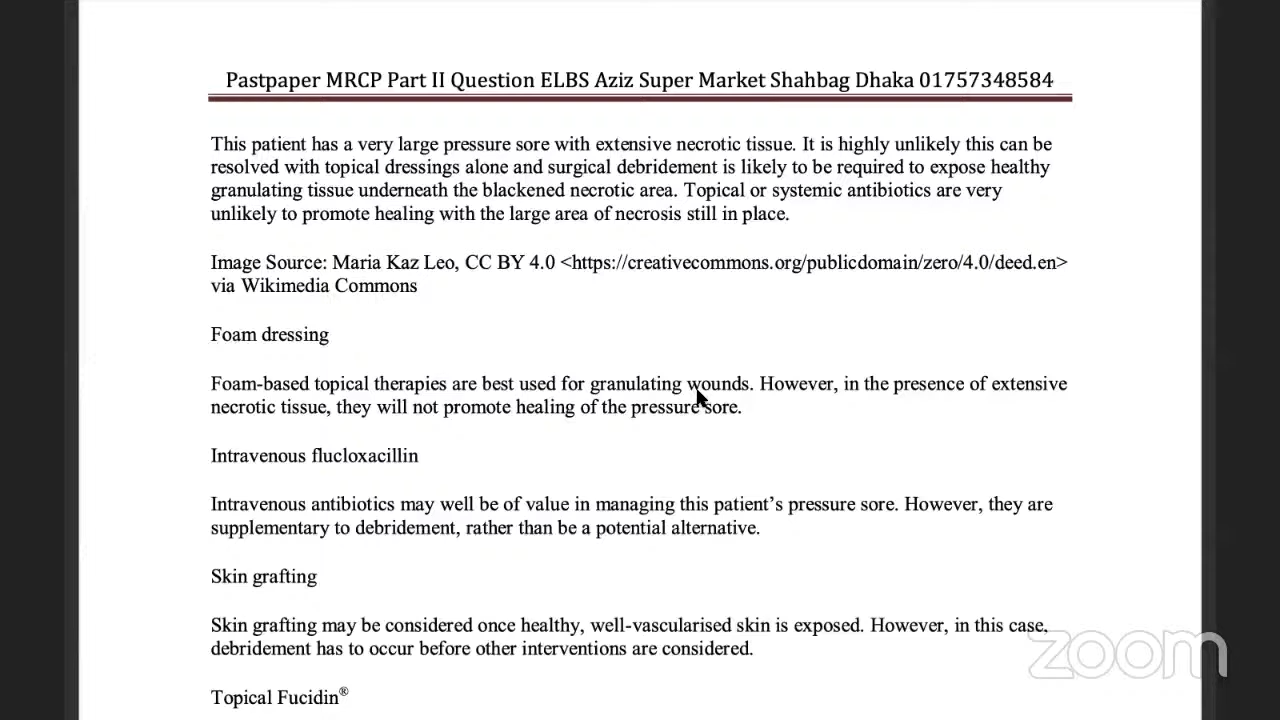 Pastpaper MRCP Part II Question ELBS Aziz Super Market Shahbag Dhaka 01757348584
This patient has a very large pressure sore with extensive necrotic tissue. It is highly unlikely this can be
resolved with topical dressings alone and surgical debridement is likely to be required to expose healthy
granulating tissue underneath the blackened necrotic area. Topical or systemic antibiotics are very
unlikely to promote healing with the large area of necrosis still in place.
Image Source: Maria Kaz Leo, CC BY 4.0 <https://creativecommons.org/publicdomain/zero/4.0/deed.en>
via Wikimedia Commons
Foam dressing
Foam-based topical therapies are best used for granulating wounds. However, in the presence of extensive
necrotic tissue, they will not promote healing of the pressure sore.
Intravenous flucloxacillin
Intravenous antibiotics may well be of value in managing this patient’s pressure sore. However, they are
supplementary to debridement, rather than be a potential alternative.
Skin grafting
Skin grafting may be considered once healthy, well-vascularised skin is exposed. However, in this case,
debridement has to occur before other interventions are considered.
zoom
Topical Fucidin®